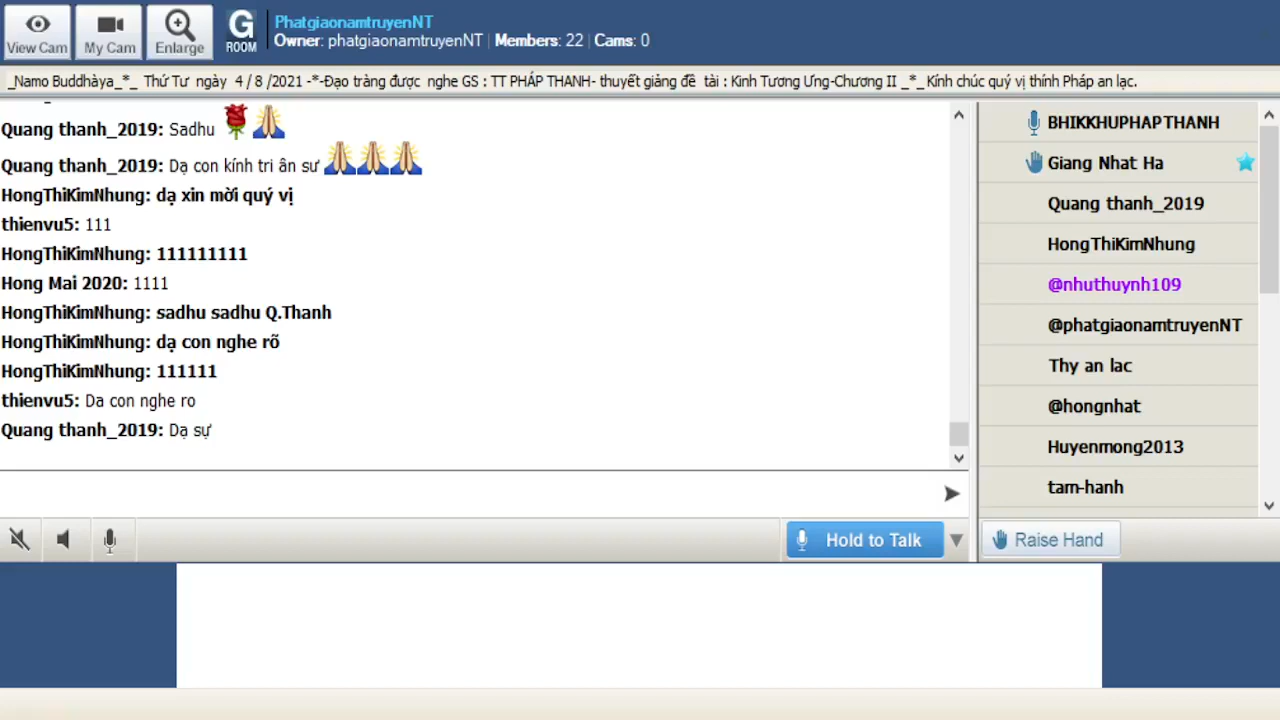 PhatgiaonamtruyenNT
Owner: phatgiaonamtruyenNT | Members: 22 | Cams: 0
View Cam
My Cam
Enlarge
G
ROOM
_Namo Buddhàya_*_ Thứ Tư ngày 4 / 8 /2021 -*-Đạo tràng được nghe GS : TT PHÁP THANH- thuyết giảng đề tài : Kinh Tương Ưng-Chương II _*_ Kính chúc quý vị thính Pháp an lạc.
Quang thanh_2019: Sadhu
Quang thanh_2019: Dạ con kính tri ân sư
HongThiKimNhung: dạ xin mời quý vị
thienvu5: 111
HongThiKimNhung: 111111111
Hong Mai 2020: 1111
HongThiKimNhung: sadhu sadhu Q.Thanh
HongThiKimNhung: dạ con nghe rõ
HongThiKimNhung: 111111
thienvu5: Da con nghe ro
Quang thanh_2019: Dạ sự
BHIKKHUPHAPTHANH
Giang Nhat Ha
Quang thanh_2019
HongThiKimNhung
@nhuthuynh109
@phatgiaonamtruyenNT
Thy an lac
@hongnhat
Huyenmong2013
tam-hanh
Hold to Talk
Raise Hand